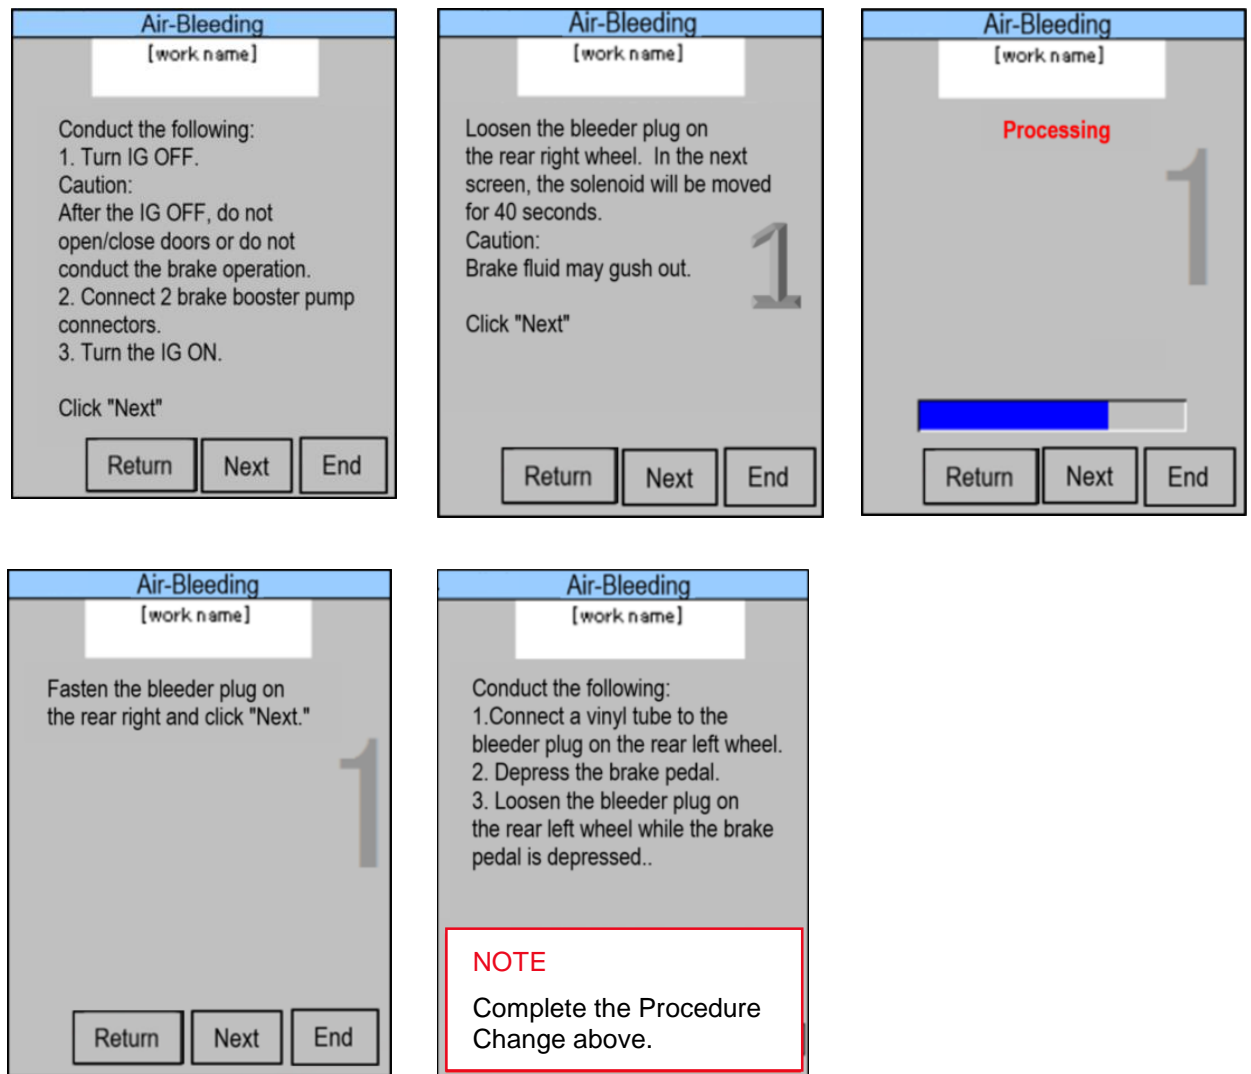 Air-Bleeding
[work name]
Conduct the following:
1. Turn IG OFF.
Caution:
After the IG OFF, do not
open/close doors or do not
conduct the brake operation.
2. Connect 2 brake booster pump
connectors.
3. Turn the IG ON.
Click "Next"
Return Next End
Air-Bleeding
[work name]
Loosen the bleeder plug on
the rear right wheel. In the next
screen, the solenoid will be moved
for 40 seconds.
Caution:
Brake fluid may gush out.
1
Click "Next"
Return Next End
Air-Bleeding
[work name]
Processing
1
Return Next End
Air-Bleeding
[work name]
Fasten the bleeder plug on
the rear right and click "Next."
1
Return Next End
Air-Bleeding
[work name]
Conduct the following:
1.Connect a vinyl tube to the
bleeder plug on the rear left wheel.
2. Depress the brake pedal.
3. Loosen the bleeder plug on
the rear left wheel while the brake
pedal is depressed..
NOTE
Complete the Procedure
Change above.